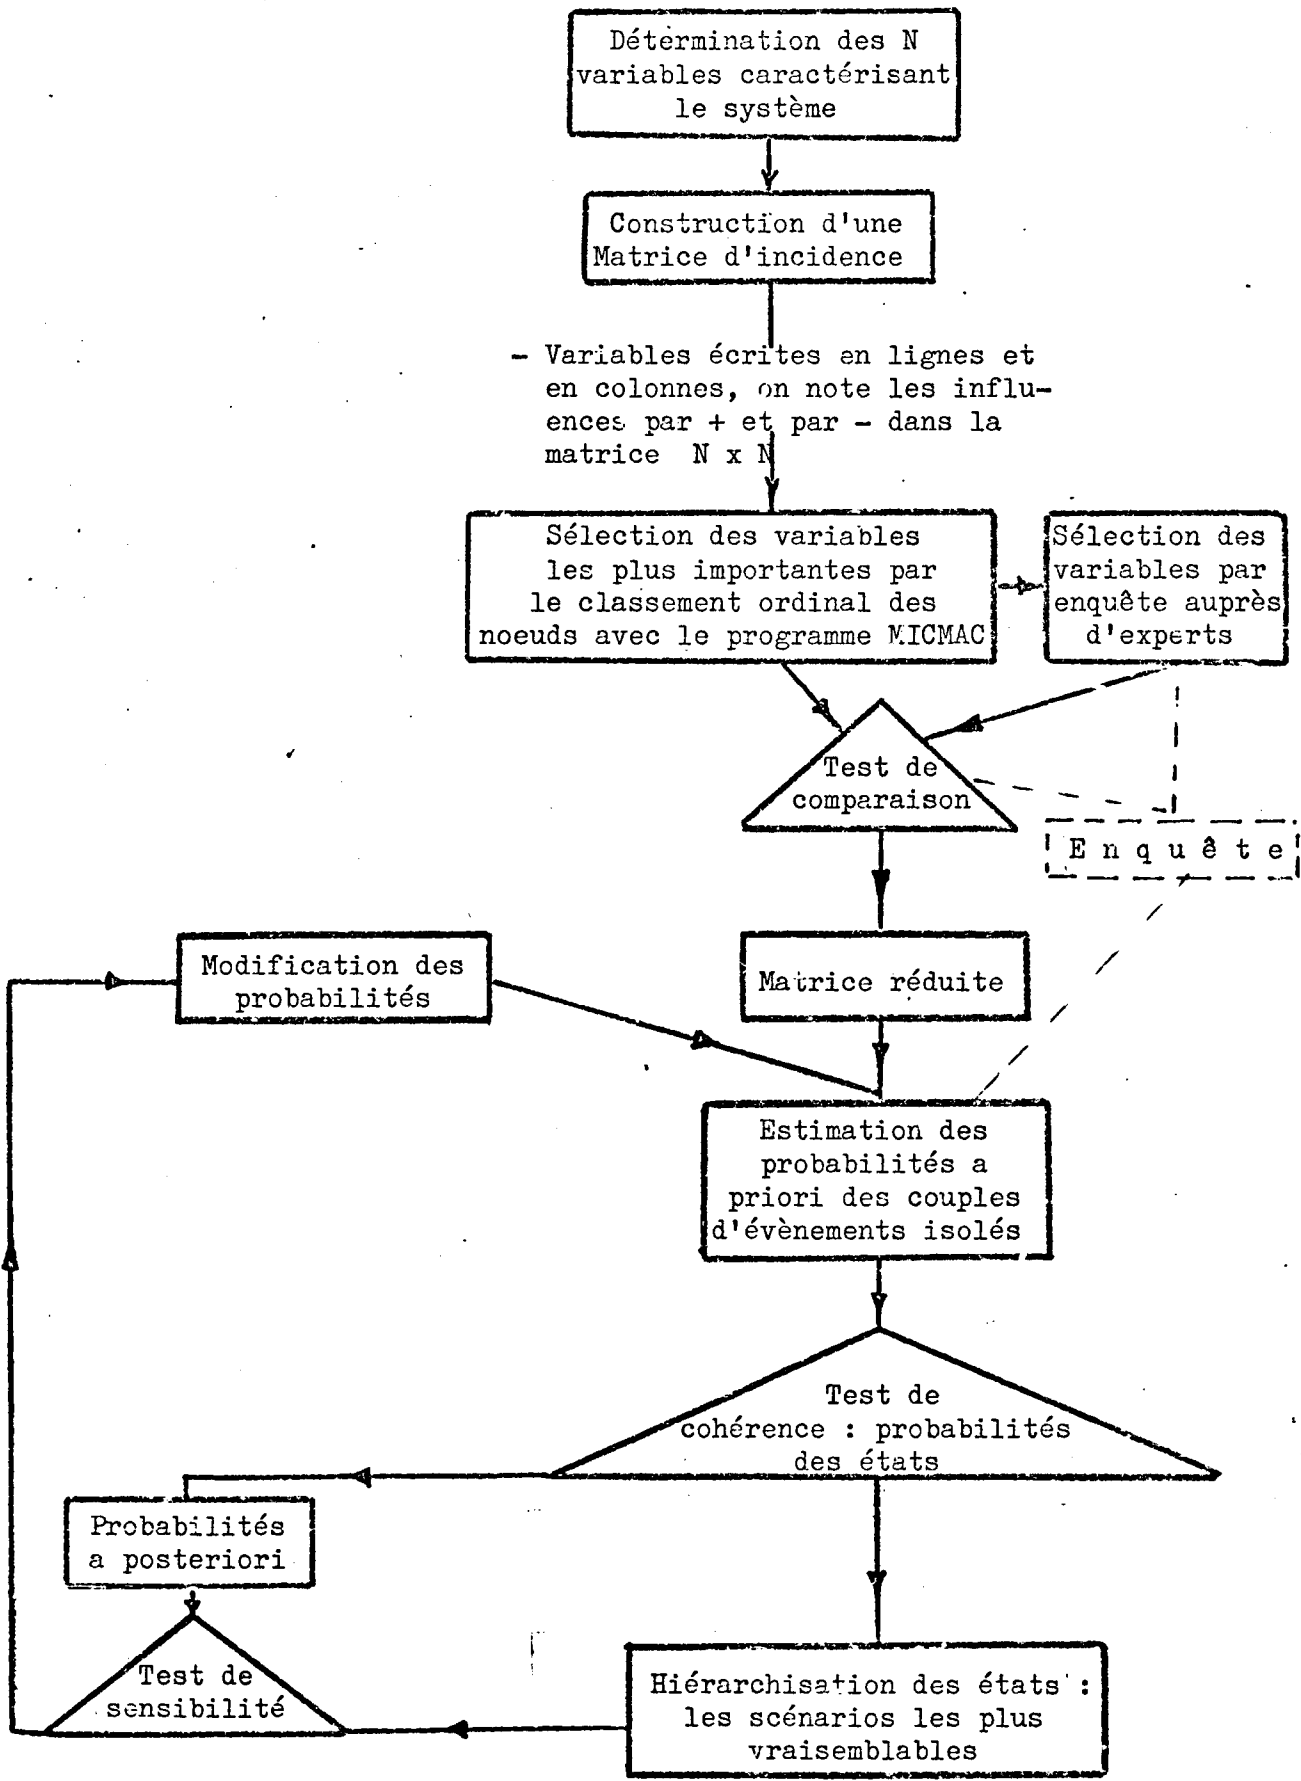 Détermination des N
variables caractérisant
le système
Construction d'une
Matrice d'incidence
- Variables écrites en lignes et
en colonnes, on note les influ-
ences par + et par - dans la
matrice N x N
Sélection des variables
les plus importantes par
le classement ordinal des
noeuds avec le programme MICMAC
Sélection des
variables par
enquête auprès
d'experts
Test de
comparaison
Enquête
Modification des
probabilités
Matrice réduite
Estimation des
probabilités a
priori des couples
d'évènements isolés
Test de
cohérence : probabilités
des états
Probabilités
a posteriori
Test de
sensibilité
Hiérarchisation des états :
les scénarios les plus
vraisemblables